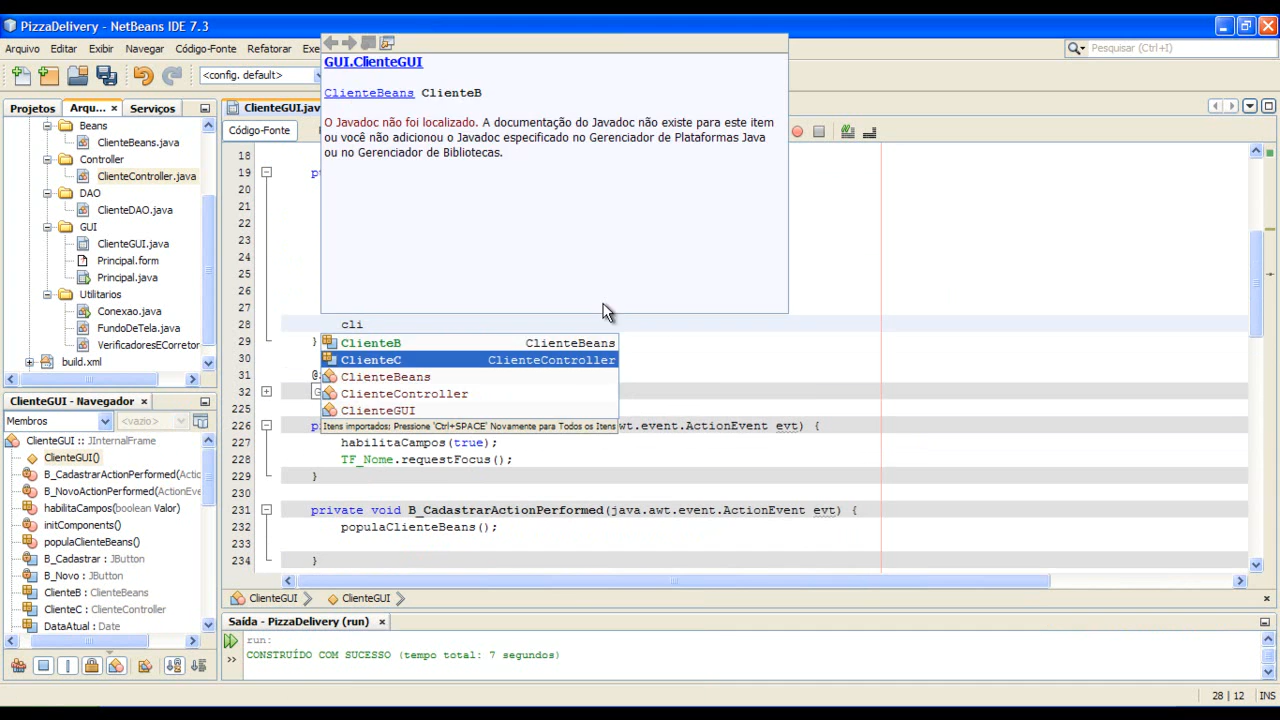 PizzaDelivery - NetBeans IDE 7.3
Arquivo Editar Exibir Navegar Código-Fonte Refatorar Exe
Pesquisar (Ctrl+I)
<config. default>
GUI.ClienteGUI
ClienteBeans ClienteB
O Javadoc não foi localizado. A documentação do Javadoc não existe para este item
ou você não adicionou o Javadoc especificado no Gerenciador de Plataformas Java
ou no Gerenciador de Bibliotecas.
Projetos Arqu... × Serviços
Beans
ClienteBeans.java
Controller
ClienteController.java
DAO
ClienteDAO.java
GUI
ClienteGUI.java
Principal.form
Principal.java
Utilitarios
Conexao.java
FundoDeTela.java
VerificadoresECorretor
build.xml
ClienteGUI.jav
Código-Fonte
18
19 pu
20
21
22
23
24
25
26
27
28 cli
29 }
30
31 @
32 G
225
226 p wt.event.ActionEvent evt) {
227 habilitaCampos(true);
228 TF_Nome.requestFocus();
229 }
230
231 private void B_CadastrarActionPerformed(java.awt.event.ActionEvent evt) {
232 populaClienteBeans();
233
234 }
ClienteB ClienteBeans
ClienteC ClienteController
ClienteBeans
ClienteController
ClienteGUI
Itens importados: Pressione 'Ctrl+SPACE' Novamente para Todos os Itens
ClienteGUI - Navegador ×
Membros <vazio>
ClienteGUI :: JInternalFrame
ClienteGUI()
B_CadastrarActionPerformed(Actio
B_NovoActionPerformed(ActionEv
habilitaCampos(boolean Valor)
initComponents()
populaClienteBeans()
B_Cadastrar : JButton
B_Novo : JButton
ClienteB : ClienteBeans
ClienteC : ClienteController
DataAtual : Date
ClienteGUI ClienteGUI
Saída - PizzaDelivery (run) ×
run:
CONSTRUÍDO COM SUCESSO (tempo total: 7 segundos)
28 | 12 INS